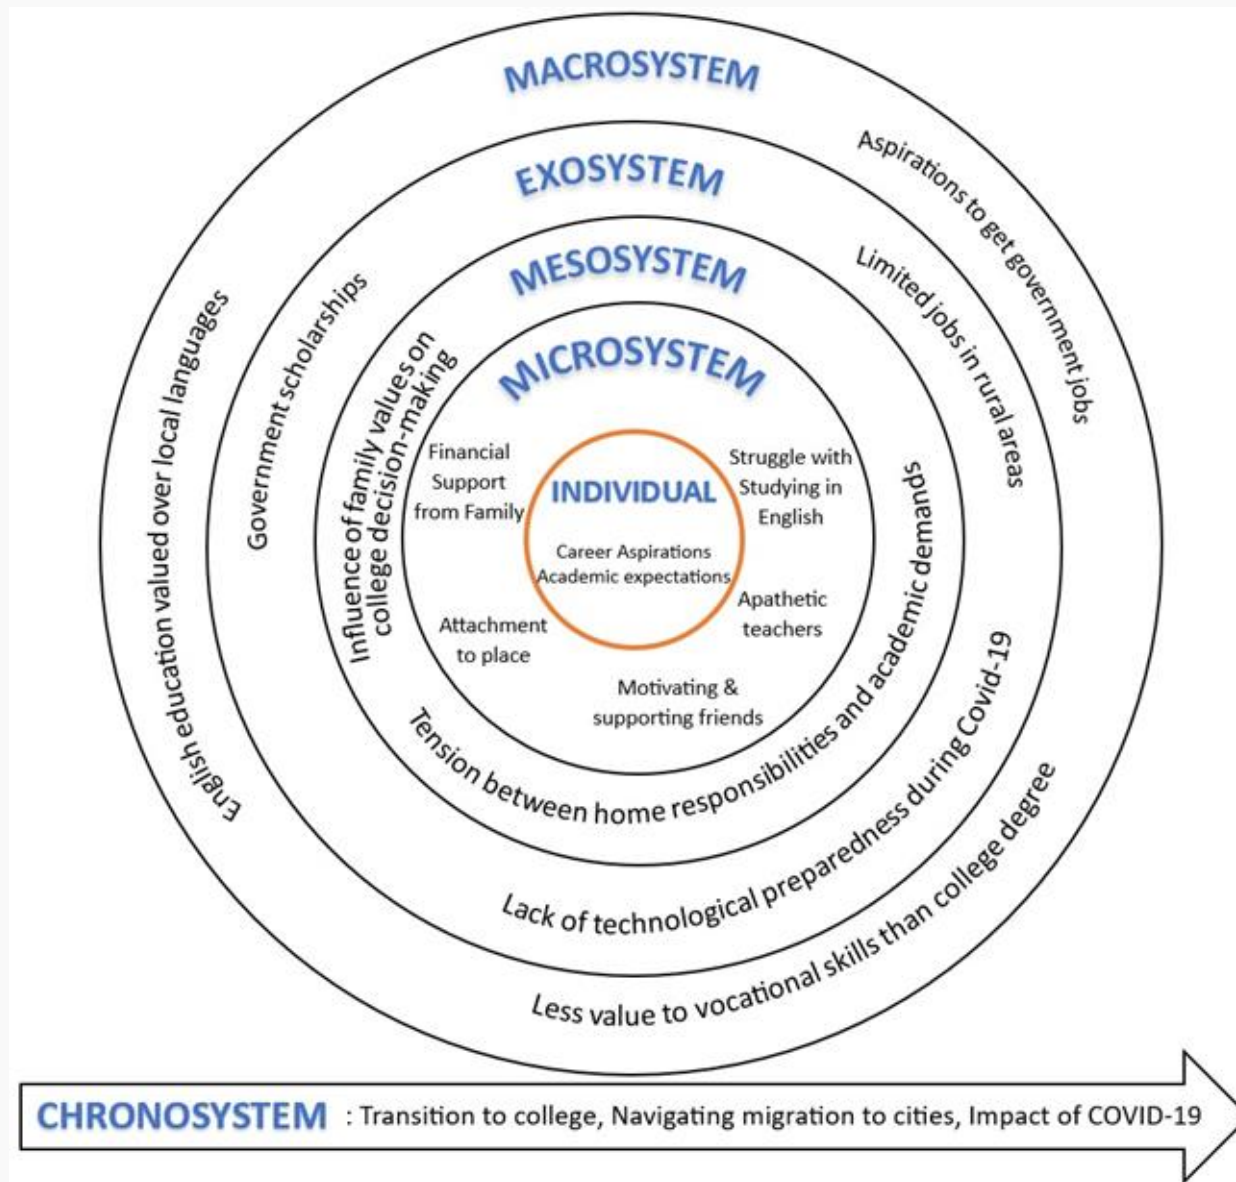 MACROSYSTEM
Aspirations to get government jobs
English education valued over local languages
Less value to vocational skills than college degree
EXOSYSTEM
Government scholarships
Limited jobs in rural areas
Lack of technological preparedness during Covid-19
MESOSYSTEM
Influence of family values on
college decision-making
Tension between home responsibilities and academic demands
MICROSYSTEM
Financial
Support
from Family
Struggle with
Studying in
English
Attachment
to place
Apathetic
teachers
Motivating &
supporting friends
INDIVIDUAL
Career Aspirations
Academic expectations
CHRONOSYSTEM : Transition to college, Navigating migration to cities, Impact of COVID-19